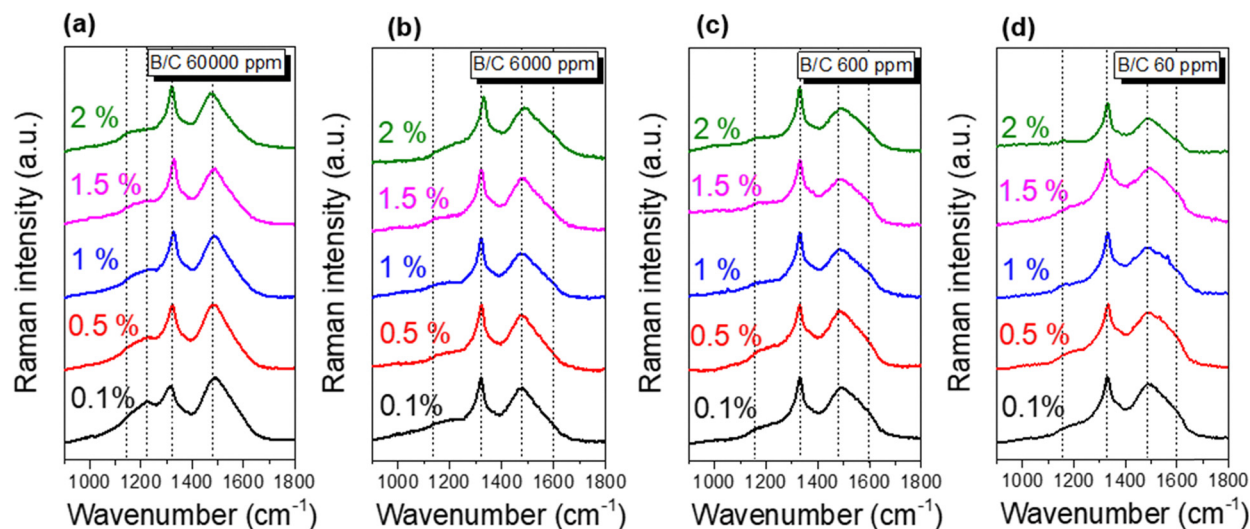 (a)
Raman intensity (a.u.)
B/C 60000 ppm
2 %
1.5 %
1 %
0.5 %
0.1%
1000 1200 1400 1600 1800
Wavenumber (cm⁻¹)
(b)
Raman intensity (a.u.)
B/C 6000 ppm
2 %
1.5 %
1 %
0.5 %
0.1%
1000 1200 1400 1600 1800
Wavenumber (cm⁻¹)
(c)
Raman intensity (a.u.)
B/C 600 ppm
2 %
1.5 %
1 %
0.5 %
0.1%
1000 1200 1400 1600 1800
Wavenumber (cm⁻¹)
(d)
Raman intensity (a.u.)
B/C 60 ppm
2 %
1.5 %
1 %
0.5 %
0.1%
1000 1200 1400 1600 1800
Wavenumber (cm⁻¹)